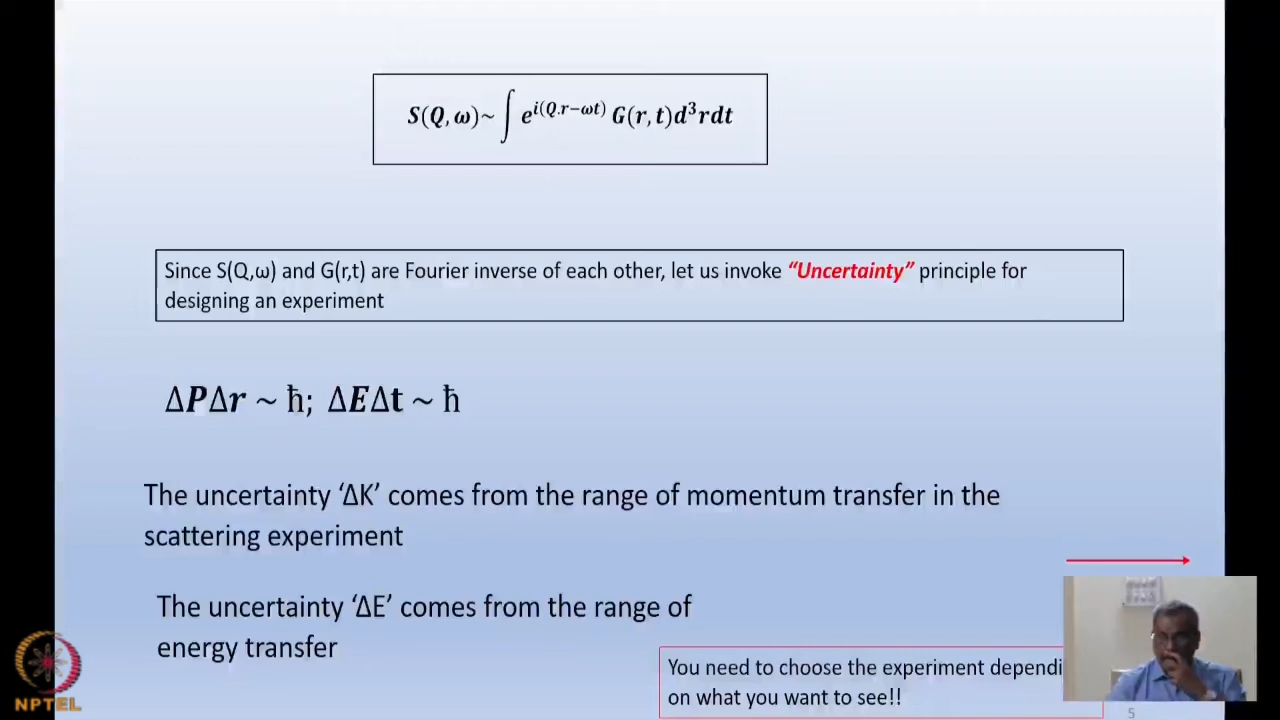 S(Q,ω)~∫ e^{i(Q.r−ωt)} G(r,t)d³rdt
Since S(Q,ω) and G(r,t) are Fourier inverse of each other, let us invoke “Uncertainty” principle for
designing an experiment
ΔPΔr ~ ħ; ΔEΔt ~ ħ
The uncertainty ‘ΔK’ comes from the range of momentum transfer in the
scattering experiment
The uncertainty ‘ΔE’ comes from the range of
energy transfer
You need to choose the experiment dependi
on what you want to see!!
NPTEL
5